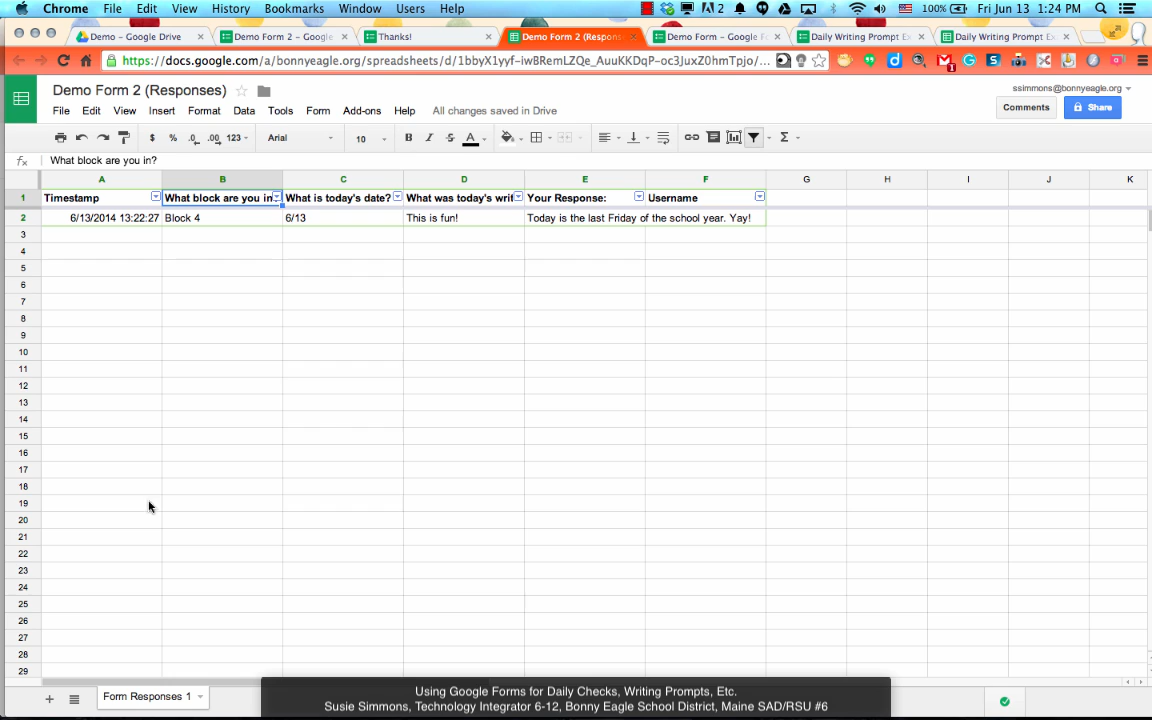 Chrome File Edit View History Bookmarks Window Users Help 2 100% Fri Jun 13 1:24 PM
Demo – Google Drive × Demo Form 2 – Google × Thanks! × Demo Form 2 (Respon × Demo Form – Google Fo × Daily Writing Prompt Ex × Daily Writing Prompt Ex ×
https://docs.google.com/a/bonnyeagle.org/spreadsheets/d/1bbyX1yyf-iwBRemLZQe_AuuKKDqP-oc3JuxZ0hmTpjo/...
Demo Form 2 (Responses) ssimmons@bonnyeagle.org
File Edit View Insert Format Data Tools Form Add-ons Help All changes saved in Drive Comments Share
$ % .0 .00 123 Arial 10 B I S A Σ
fx What block are you in?
A B C D E F G H I J K
1 Timestamp What block are you in What is today's date? What was today's writ Your Response: Username
2 6/13/2014 13:22:27 Block 4 6/13 This is fun! Today is the last Friday of the school year. Yay!
3
4
5
6
7
8
9
10
11
12
13
14
15
16
17
18
19
20
21
22
23
24
25
26
27
28
29
Form Responses 1
Using Google Forms for Daily Checks, Writing Prompts, Etc.
Susie Simmons, Technology Integrator 6-12, Bonny Eagle School District, Maine SAD/RSU #6